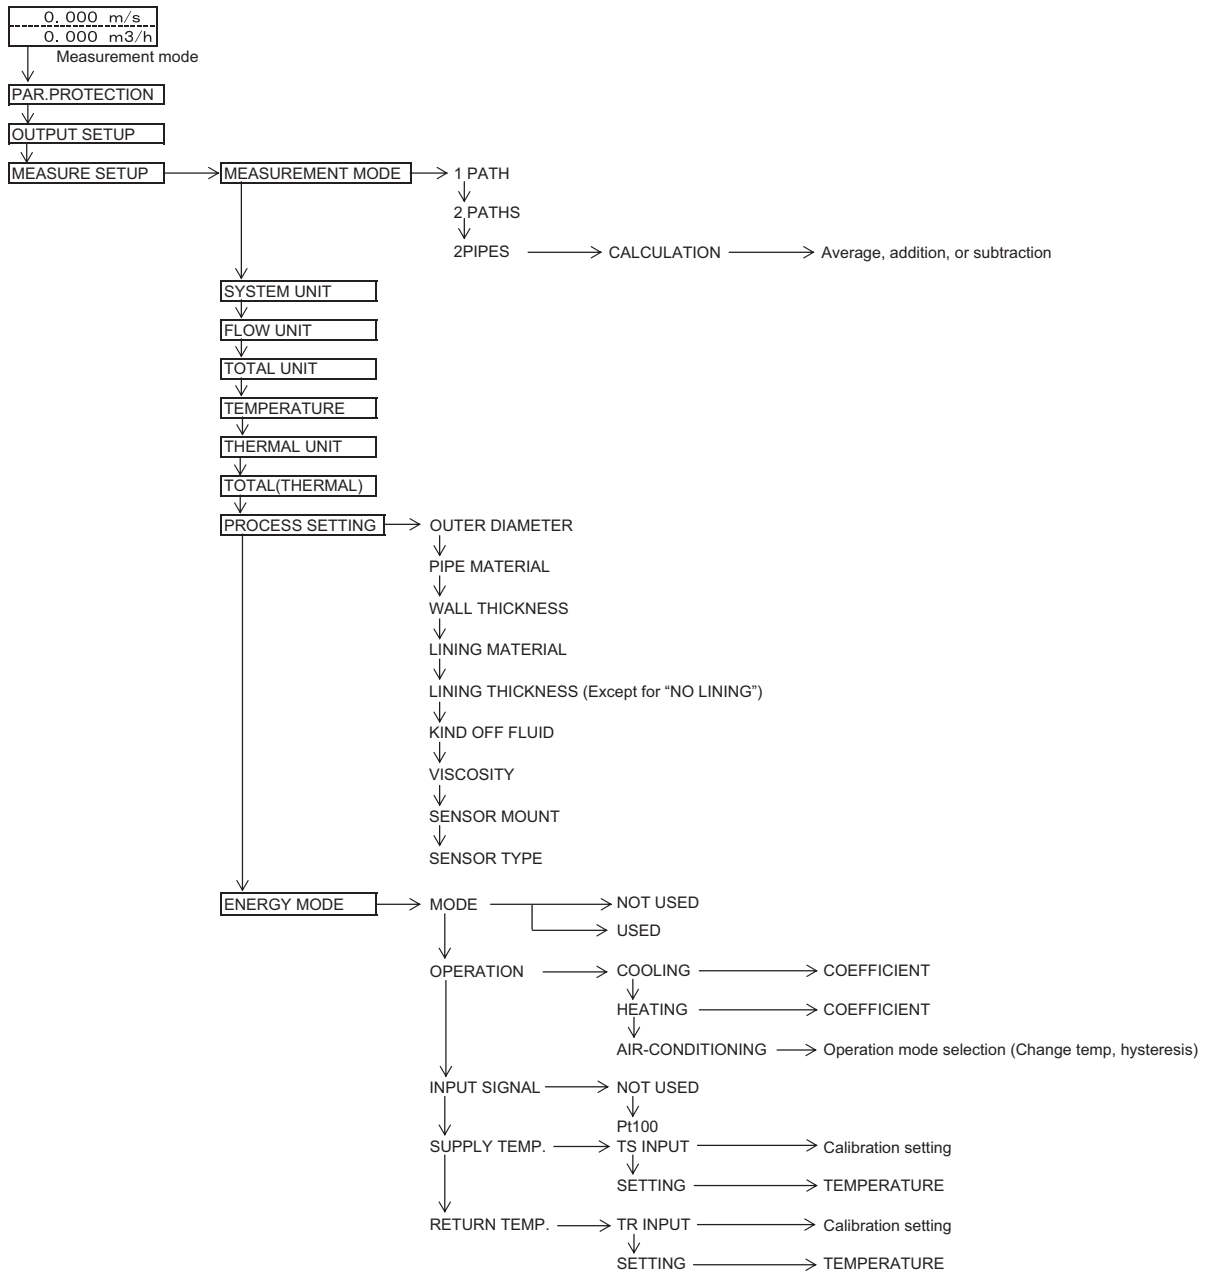 0. 000 m/s
0. 000 m3/h
Measurement mode
PAR.PROTECTION
OUTPUT SETUP
MEASURE SETUP
MEASUREMENT MODE
1 PATH
2 PATHS
2PIPES
CALCULATION
Average, addition, or subtraction
SYSTEM UNIT
FLOW UNIT
TOTAL UNIT
TEMPERATURE
THERMAL UNIT
TOTAL(THERMAL)
PROCESS SETTING
OUTER DIAMETER
PIPE MATERIAL
WALL THICKNESS
LINING MATERIAL
LINING THICKNESS (Except for “NO LINING”)
KIND OFF FLUID
VISCOSITY
SENSOR MOUNT
SENSOR TYPE
ENERGY MODE
MODE
NOT USED
USED
OPERATION
COOLING
COEFFICIENT
HEATING
COEFFICIENT
AIR-CONDITIONING
Operation mode selection (Change temp, hysteresis)
INPUT SIGNAL
NOT USED
Pt100
SUPPLY TEMP.
TS INPUT
Calibration setting
SETTING
TEMPERATURE
RETURN TEMP.
TR INPUT
Calibration setting
SETTING
TEMPERATURE